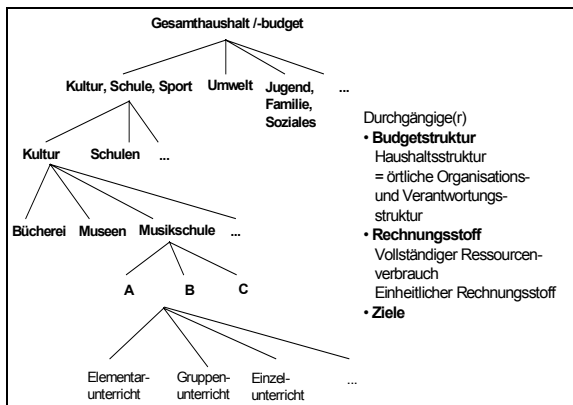 Gesamthaushalt /-budget
Kultur, Schule, Sport Umwelt Jugend, ...
Familie,
Soziales
Kultur Schulen ...
Bücherei Museen Musikschule ...
A B C
Elementar- Gruppen- Einzel- ...
unterricht unterricht unterricht
Durchgängige(r)
• Budgetstruktur
Haushaltsstruktur
= örtliche Organisations-
und Verantwortungs-
struktur
• Rechnungsstoff
Vollständiger Ressourcen-
verbrauch
Einheitlicher Rechnungsstoff
• Ziele